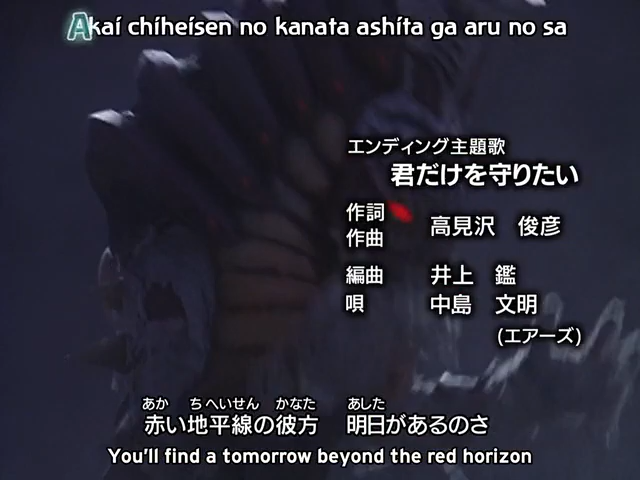 Akaí chíheísen no kanata ashíta ga aru no sa
エンディング主題歌
君だけを守りたい
作詞
作曲
高見沢 俊彦
編曲 井上 鑑
唄 中島 文明
(エアーズ)
あか ちへいせん かなた あした
赤い地平線の彼方 明日があるのさ
You'll find a tomorrow beyond the red horizon